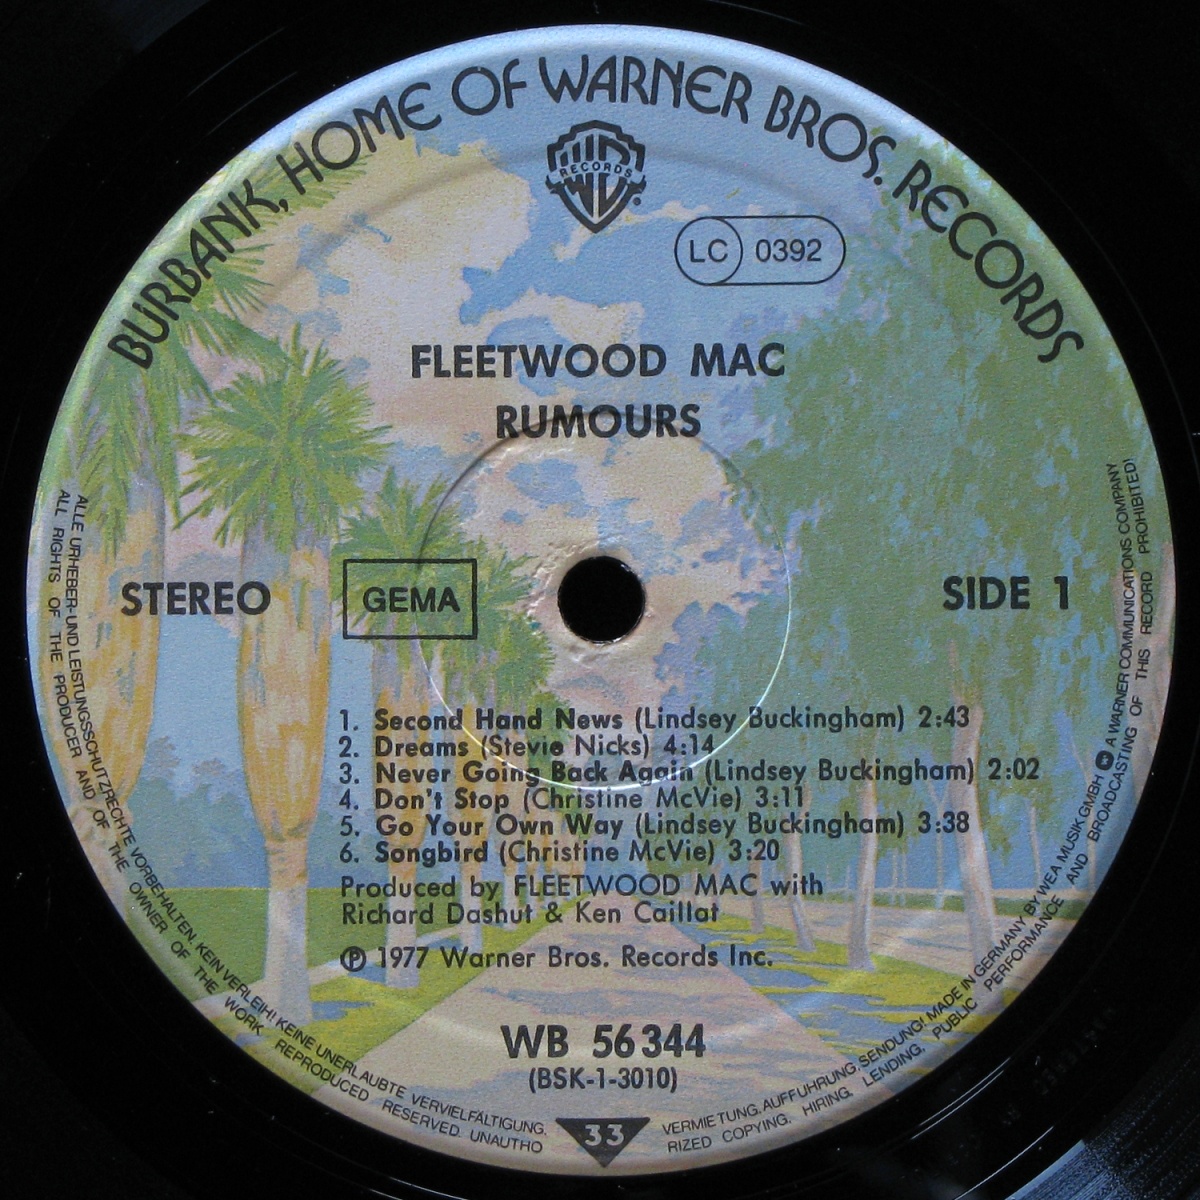 BURBANK, HOME OF WARNER BROS. RECORDS
WB
RECORDS
®
LC 0392
FLEETWOOD MAC
RUMOURS
STEREO
GEMA
SIDE 1
1. Second Hand News (Lindsey Buckingham) 2:43
2. Dreams (Stevie Nicks) 4:14
3. Never Going Back Again (Lindsey Buckingham) 2:02
4. Don't Stop (Christine McVie) 3:11
5. Go Your Own Way (Lindsey Buckingham) 3:38
6. Songbird (Christine McVie) 3:20
Produced by FLEETWOOD MAC with
Richard Dashut & Ken Caillat
℗ 1977 Warner Bros. Records Inc.
WB 56 344
(BSK-1-3010)
33
ALLE URHEBER- UND LEISTUNGSSCHUTZRECHTE VORBEHALTEN. KEIN VERLEIH! KEINE UNERLAUBTE VERVIELFÄLTIGUNG, VERMIETUNG, AUFFÜHRUNG, SENDUNG! MADE IN GERMANY BY WEA MUSIK GMBH A WARNER COMMUNICATIONS COMPANY
ALL RIGHTS OF THE PRODUCER AND OF THE OWNER OF THE WORK REPRODUCED RESERVED. UNAUTHORIZED COPYING, HIRING, LENDING, PUBLIC PERFORMANCE AND BROADCASTING OF THIS RECORD PROHIBITED!